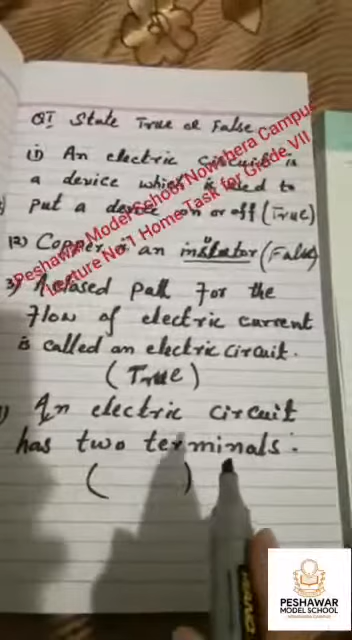 QI State True or False
(i) An electric circuit is
a device which is used to
put a device on or off (True)
(2) Copper is an insulator (False)
3) A closed path for the
flow of electric current
is called an electric circuit.
(True)
An electric circuit
has two terminals.
( )
Peshawar Model School Nowshera Campus
Lecture No 1 Home Task for Grade VII
PESHAWAR
MODEL SCHOOL
NOWSHERA CAMPUS